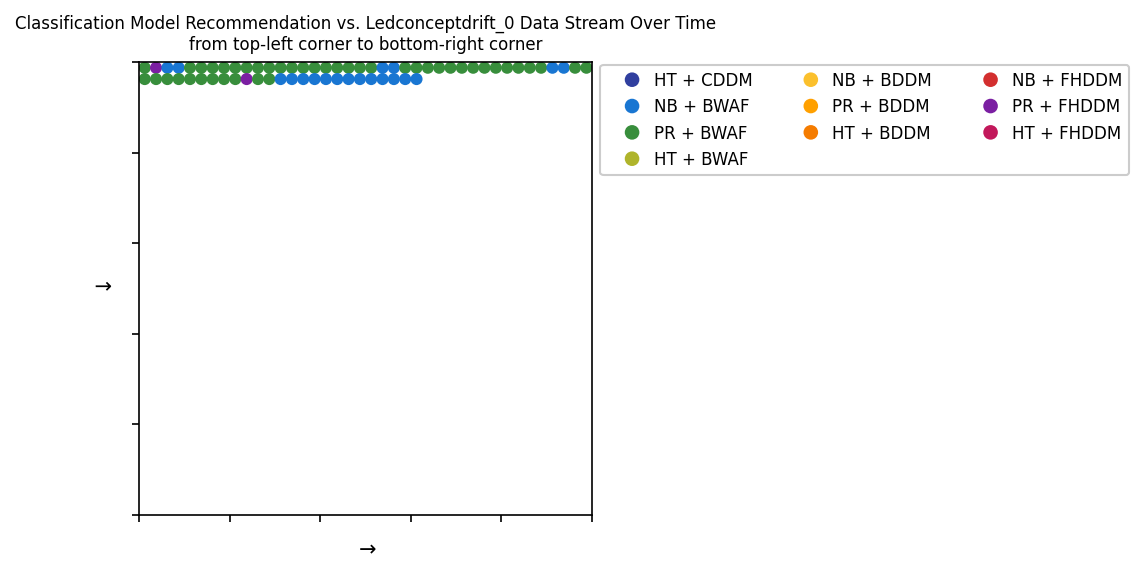 Classification Model Recommendation vs. Ledconceptdrift_0 Data Stream Over Time
from top-left corner to bottom-right corner
HT + CDDM
NB + BWAF
PR + BWAF
HT + BWAF
NB + BDDM
PR + BDDM
HT + BDDM
NB + FHDDM
PR + FHDDM
HT + FHDDM
→
→